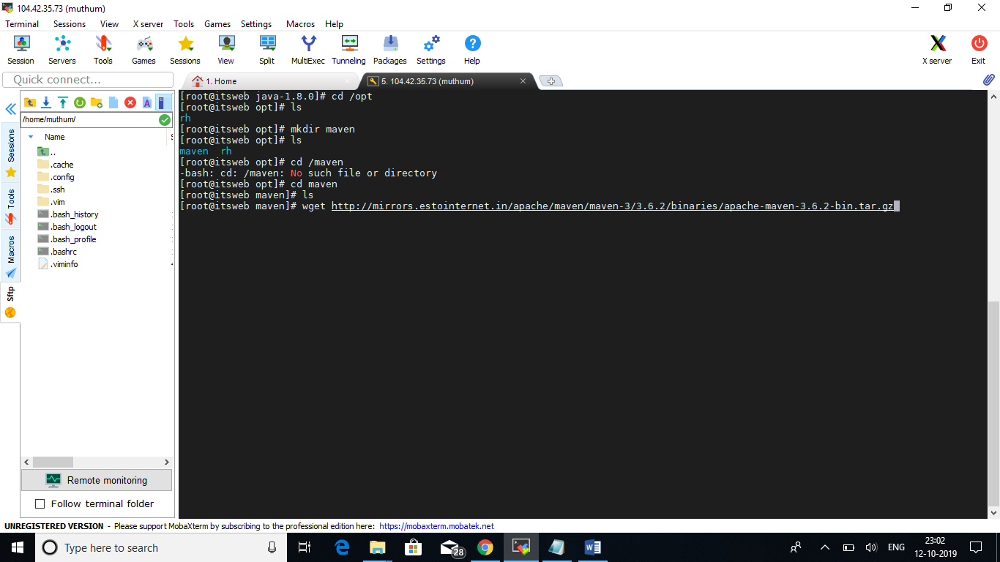 104.42.35.73 (muthum)
Terminal Sessions View X server Tools Games Settings Macros Help
Session Servers Tools Games Sessions View Split MultiExec Tunneling Packages Settings Help X server Exit
Quick connect...
1. Home
5. 104.42.35.73 (muthum)
/home/muthum/
Name
..
.cache
.config
.ssh
.vim
.bash_history
.bash_logout
.bash_profile
.bashrc
.viminfo
Sessions
Tools
Macros
Sftp
Remote monitoring
Follow terminal folder
[root@itsweb java-1.8.0]# cd /opt
[root@itsweb opt]# ls
rh
[root@itsweb opt]# mkdir maven
[root@itsweb opt]# ls
maven rh
[root@itsweb opt]# cd /maven
-bash: cd: /maven: No such file or directory
[root@itsweb opt]# cd maven
[root@itsweb maven]# ls
[root@itsweb maven]# wget http://mirrors.estointernet.in/apache/maven/maven-3/3.6.2/binaries/apache-maven-3.6.2-bin.tar.gz
UNREGISTERED VERSION - Please support MobaXterm by subscribing to the professional edition here: https://mobaxterm.mobatek.net
Type here to search
28
ENG
23:02
12-10-2019